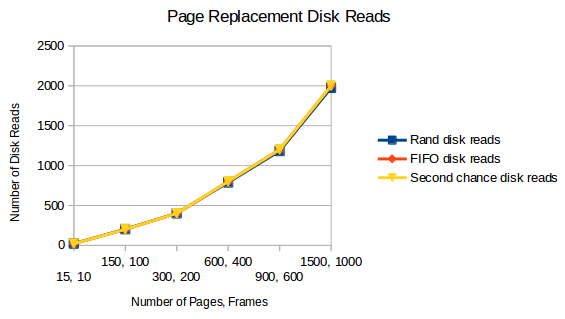 Page Replacement Disk Reads
Number of Disk Reads
2500
2000
1500
1000
500
0
15, 10
150, 100
300, 200
600, 400
900, 600
1500, 1000
Number of Pages, Frames
Rand disk reads
FIFO disk reads
Second chance disk reads